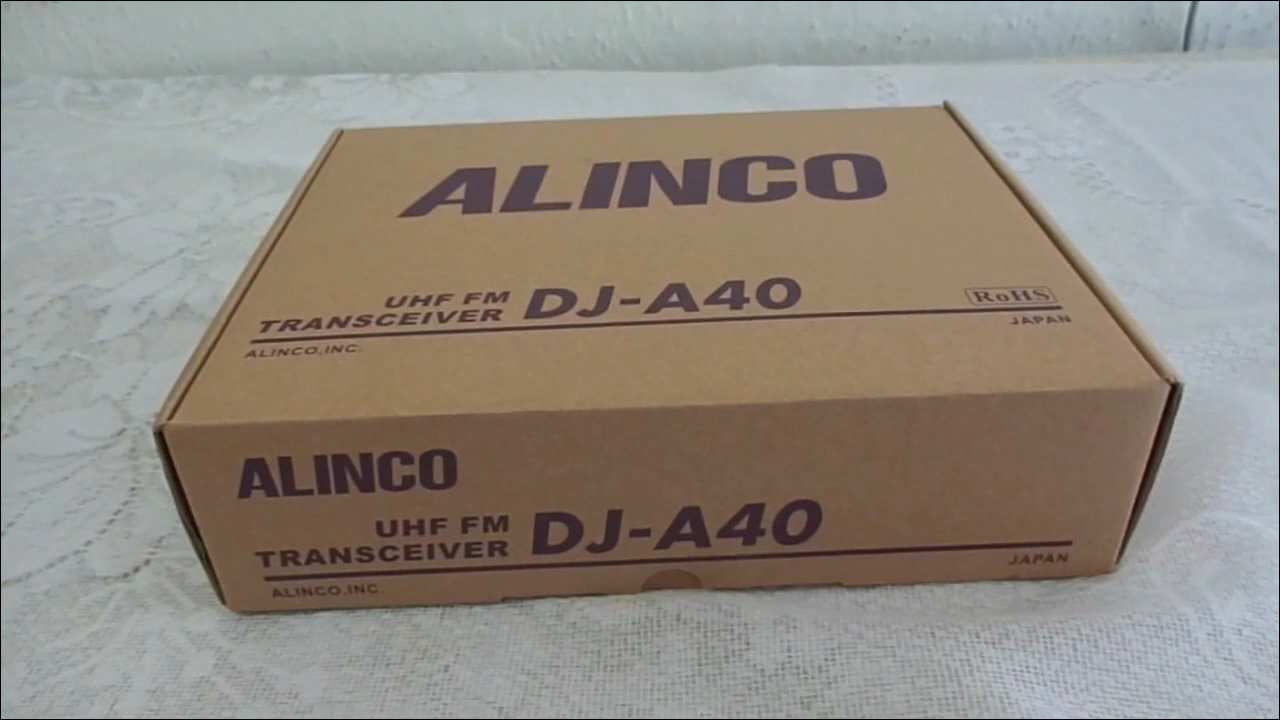 ALINCO
UHF FM
TRANSCEIVER DJ-A40
RoHS
ALINCO,INC.
JAPAN
ALINCO
UHF FM
TRANSCEIVER DJ-A40
ALINCO,INC.
JAPAN